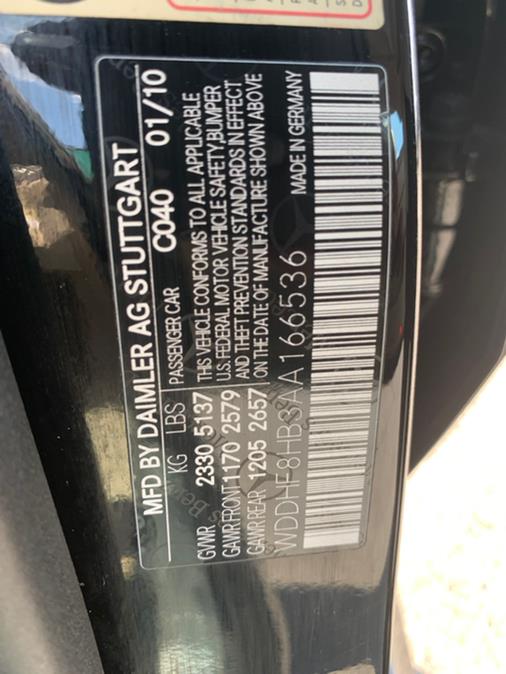 MFD BY DAIMLER AG STUTTGART
PASSENGER CAR C040 01/10
KG LBS
GVWR 2330 5137
GAWR FRONT 1170 2579
GAWR REAR 1205 2657
THIS VEHICLE CONFORMS TO ALL APPLICABLE
U.S. FEDERAL MOTOR VEHICLE SAFETY BUMPER
AND THEFT PREVENTION STANDARDS IN EFFECT
ON THE DATE OF MANUFACTURE SHOWN ABOVE
WDDHF8HB3AA166536 MADE IN GERMANY